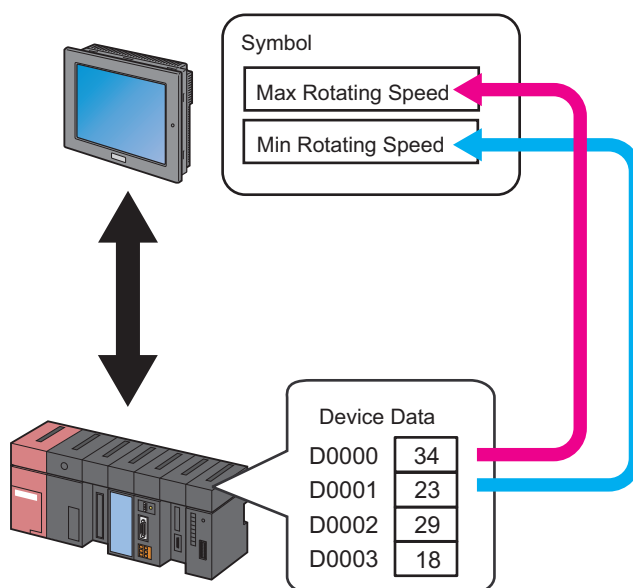 Symbol
Max Rotating Speed
Min Rotating Speed
Device Data
D0000 34
D0001 23
D0002 29
D0003 18